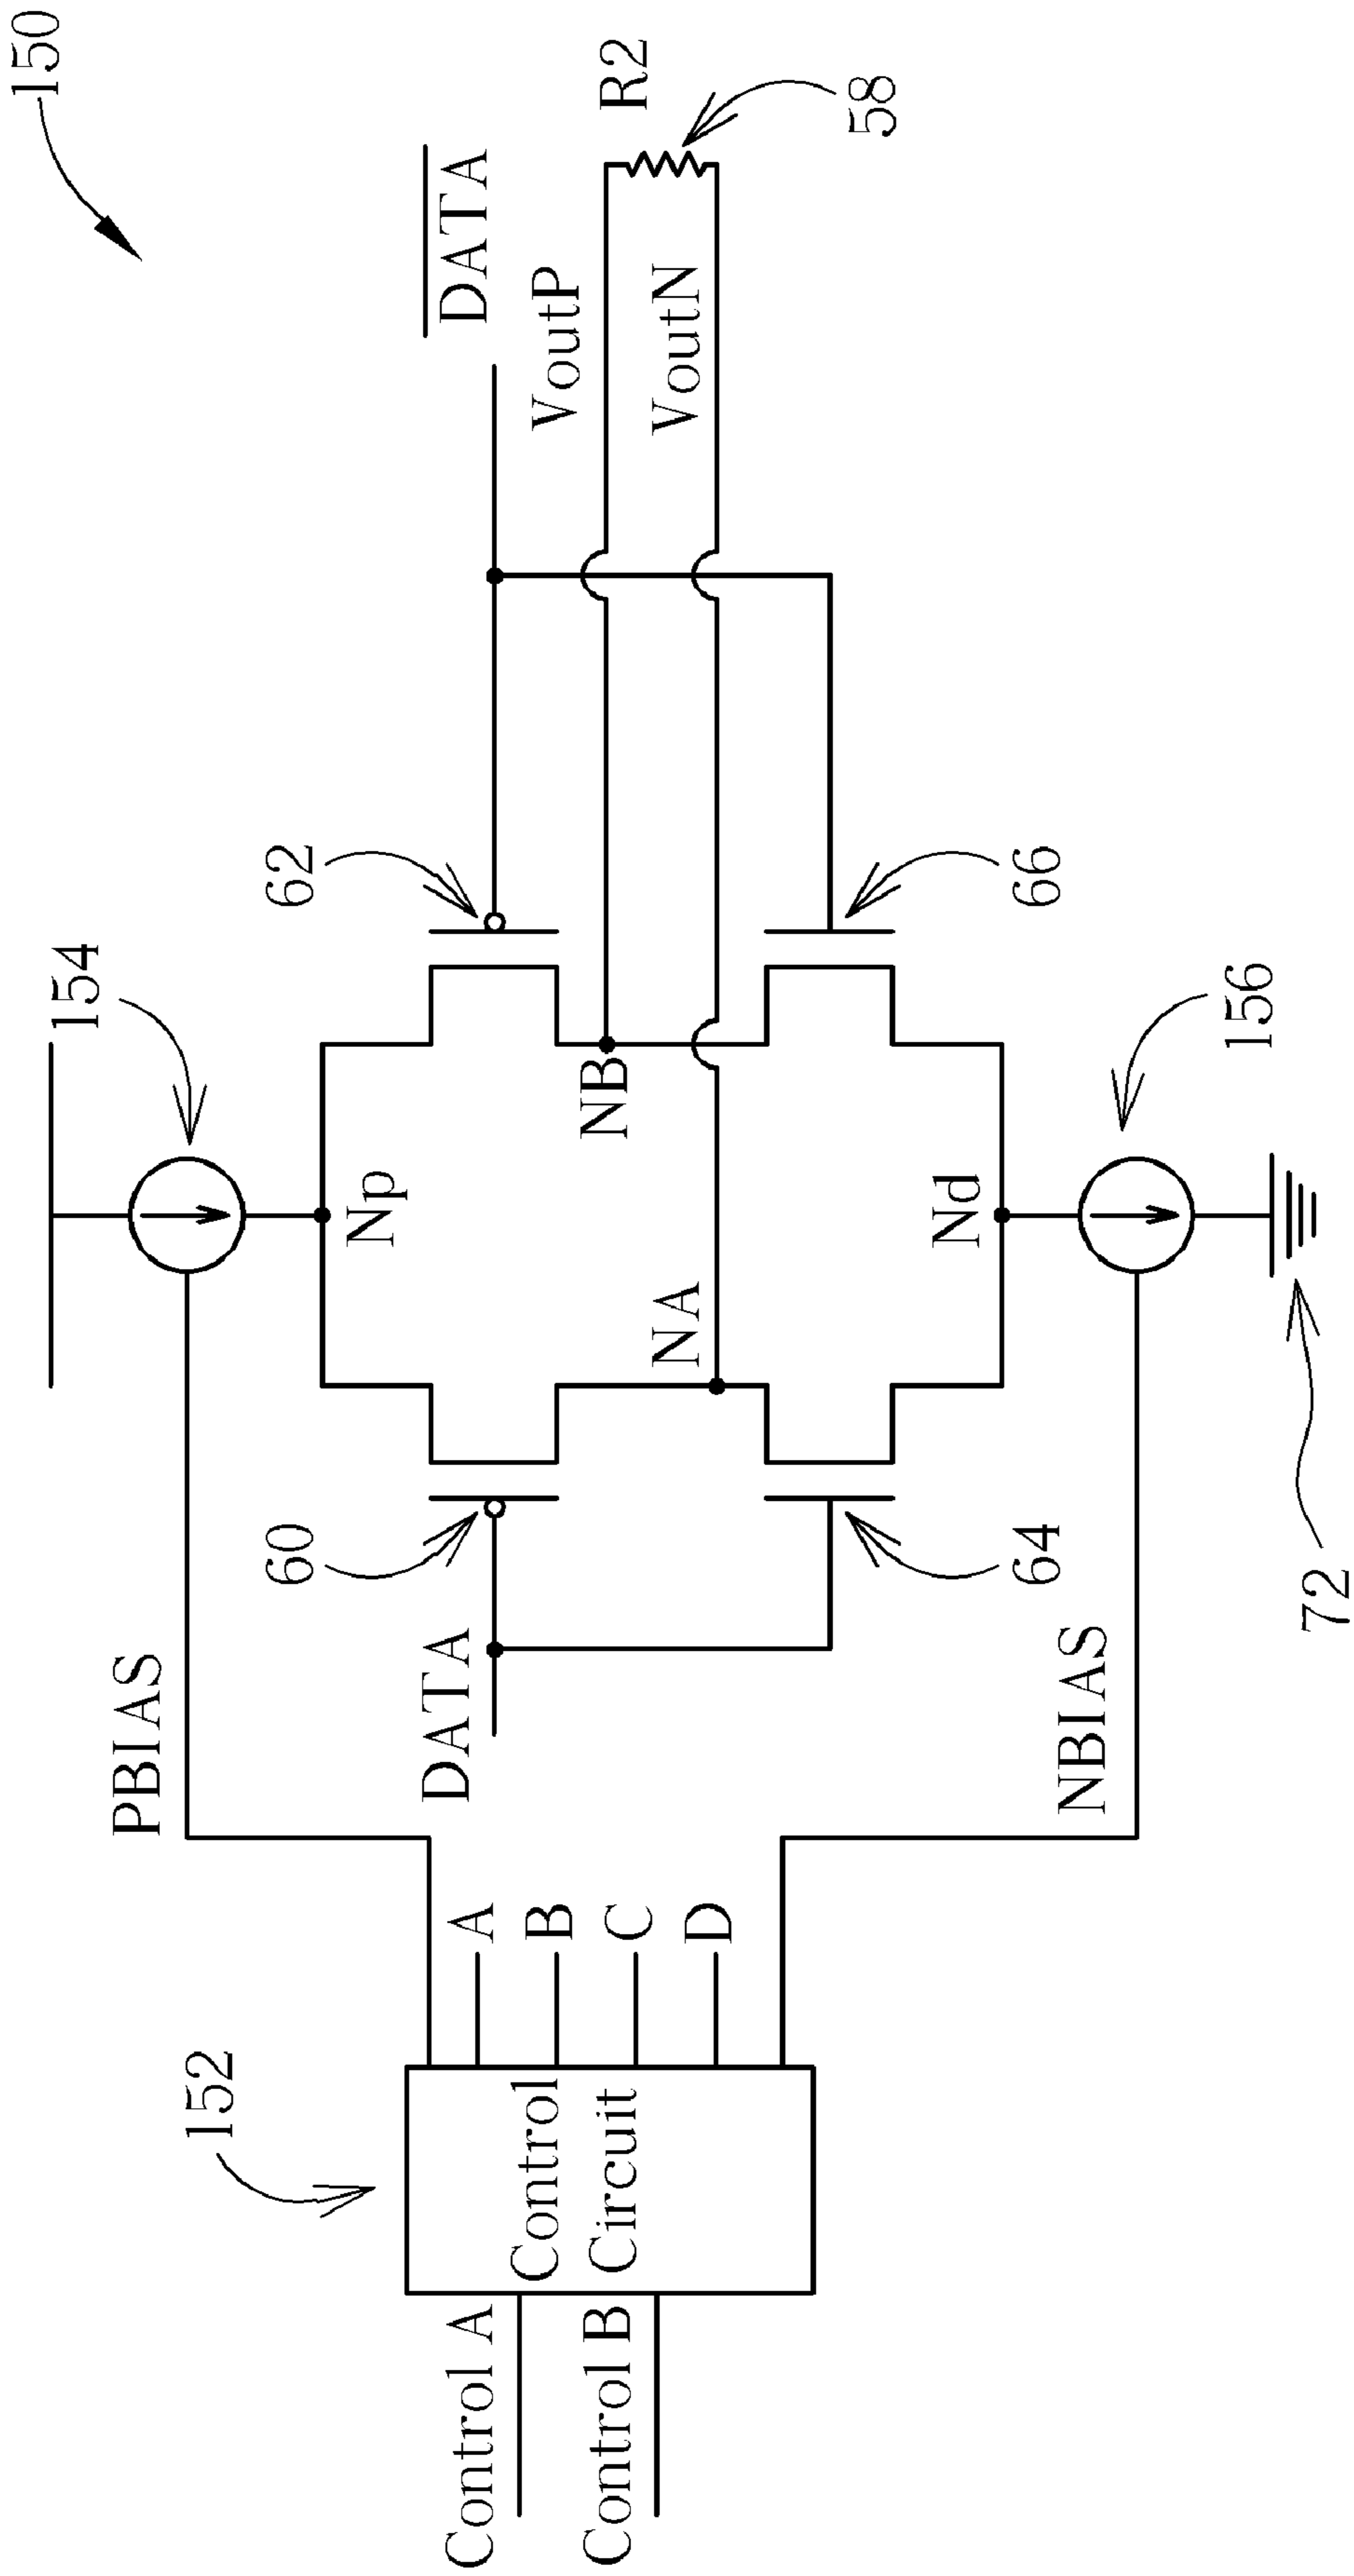 150
R2
58
DATA
VoutP
VoutN
62
66
154
156
NB
Np
Nd
NA
60
64
72
DATA
PBIAS
NBIAS
A
B
C
D
152
Control
Circuit
Control A
Control B